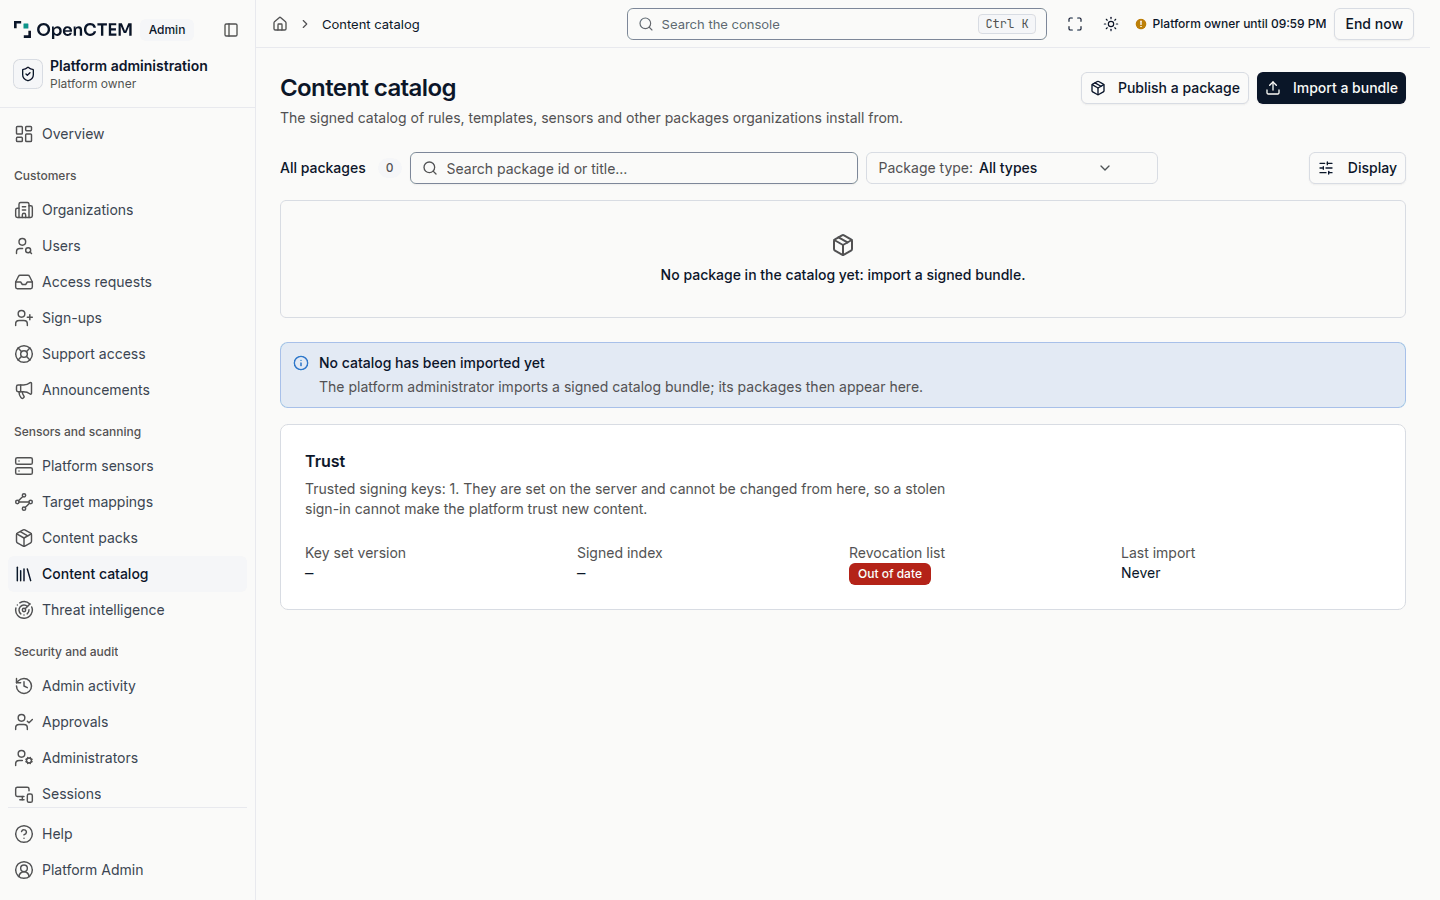 OpenCTEM
Admin
Platform administration
Platform owner
Overview
Customers
Organizations
Users
Access requests
Sign-ups
Support access
Announcements
Sensors and scanning
Platform sensors
Target mappings
Content packs
Content catalog
Threat intelligence
Security and audit
Admin activity
Approvals
Administrators
Sessions
Help
Platform Admin
Content catalog
Search the console
Ctrl K
Platform owner until 09:59 PM
End now
Content catalog
Publish a package
Import a bundle
The signed catalog of rules, templates, sensors and other packages organizations install from.
All packages 0
Search package id or title...
Package type: All types
Display
No package in the catalog yet: import a signed bundle.
No catalog has been imported yet
The platform administrator imports a signed catalog bundle; its packages then appear here.
Trust
Trusted signing keys: 1. They are set on the server and cannot be changed from here, so a stolen
sign-in cannot make the platform trust new content.
Key set version
–
Signed index
–
Revocation list
Out of date
Last import
Never